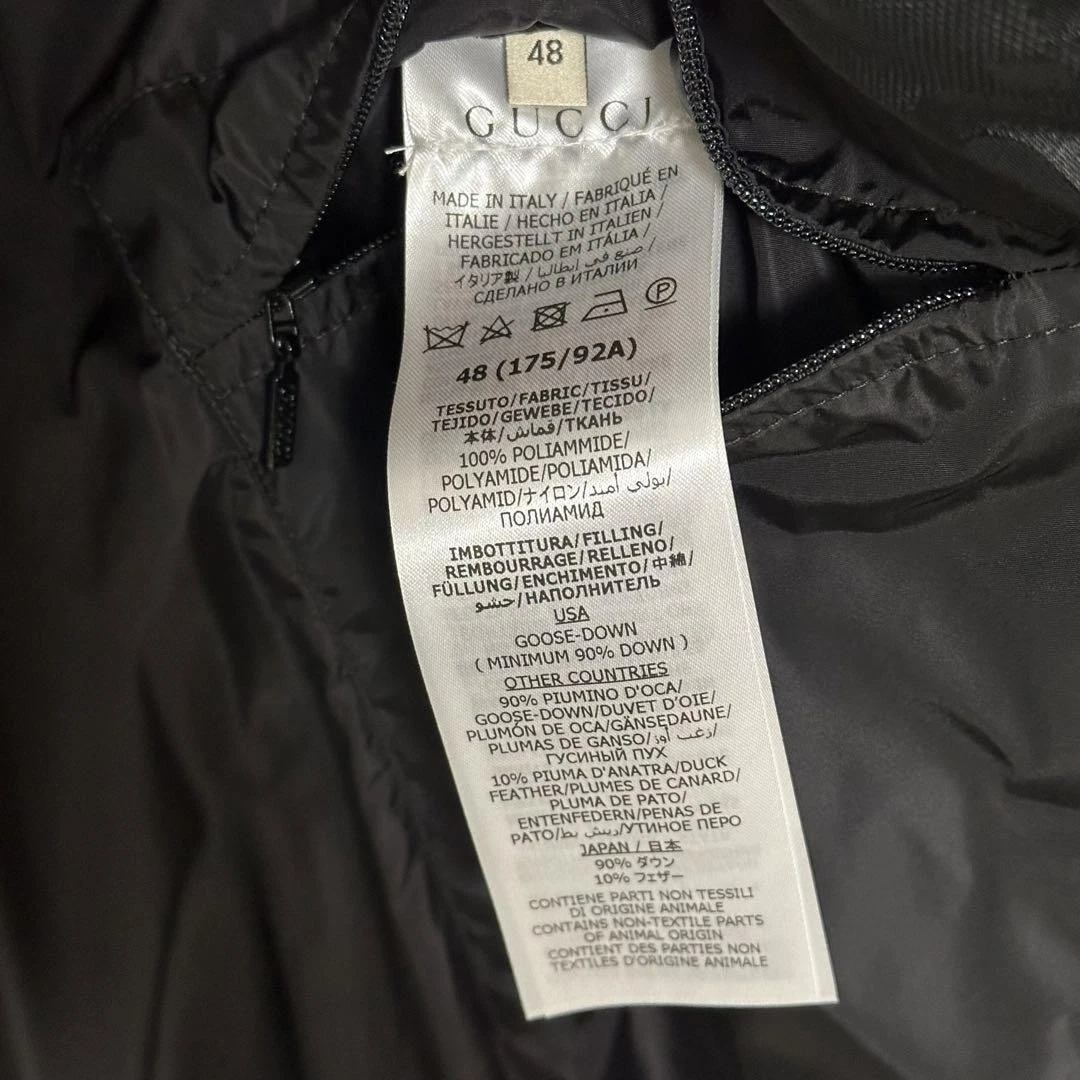 48
GUCCI
MADE IN ITALY / FABRIQUÉ EN
ITALIE / HECHO EN ITALIA /
HERGESTELLT IN ITALIEN /
FABRICADO EM ITÁLIA /
イタリア製 / صنع في إيطاليا /
СДЕЛАНО В ИТАЛИИ
P
48 (175/92A)
TESSUTO/FABRIC/TISSU/
TEJIDO/GEWEBE/TECIDO/
本体/قماش/ТКАНЬ
100% POLIAMMIDE/
POLYAMIDE/POLIAMIDA/
POLYAMID/ナイロン/بولي أميد/
ПОЛИАМИД
IMBOTTITURA/FILLING/
REMBOURRAGE/RELLENO/
FÜLLUNG/ENCHIMENTO/中綿/
حشو/НАПОЛНИТЕЛЬ
USA
GOOSE-DOWN
( MINIMUM 90% DOWN )
OTHER COUNTRIES
90% PIUMINO D'OCA/
GOOSE-DOWN/DUVET D'OIE/
PLUMÓN DE OCA/GÄNSEDAUNE/
PLUMAS DE GANSO/زغب أوز/
ГУСИНЫЙ ПУХ
10% PIUMA D'ANATRA/DUCK
FEATHER/PLUMES DE CANARD/
PLUMA DE PATO/
ENTENFEDERN/PENAS DE
PATO/ريش بط/УТИНОЕ ПЕРО
JAPAN / 日本
90% ダウン
10% フェザー
CONTIENE PARTI NON TESSILI
DI ORIGINE ANIMALE
CONTAINS NON-TEXTILE PARTS
OF ANIMAL ORIGIN
CONTIENT DES PARTIES NON
TEXTILES D'ORIGINE ANIMALE